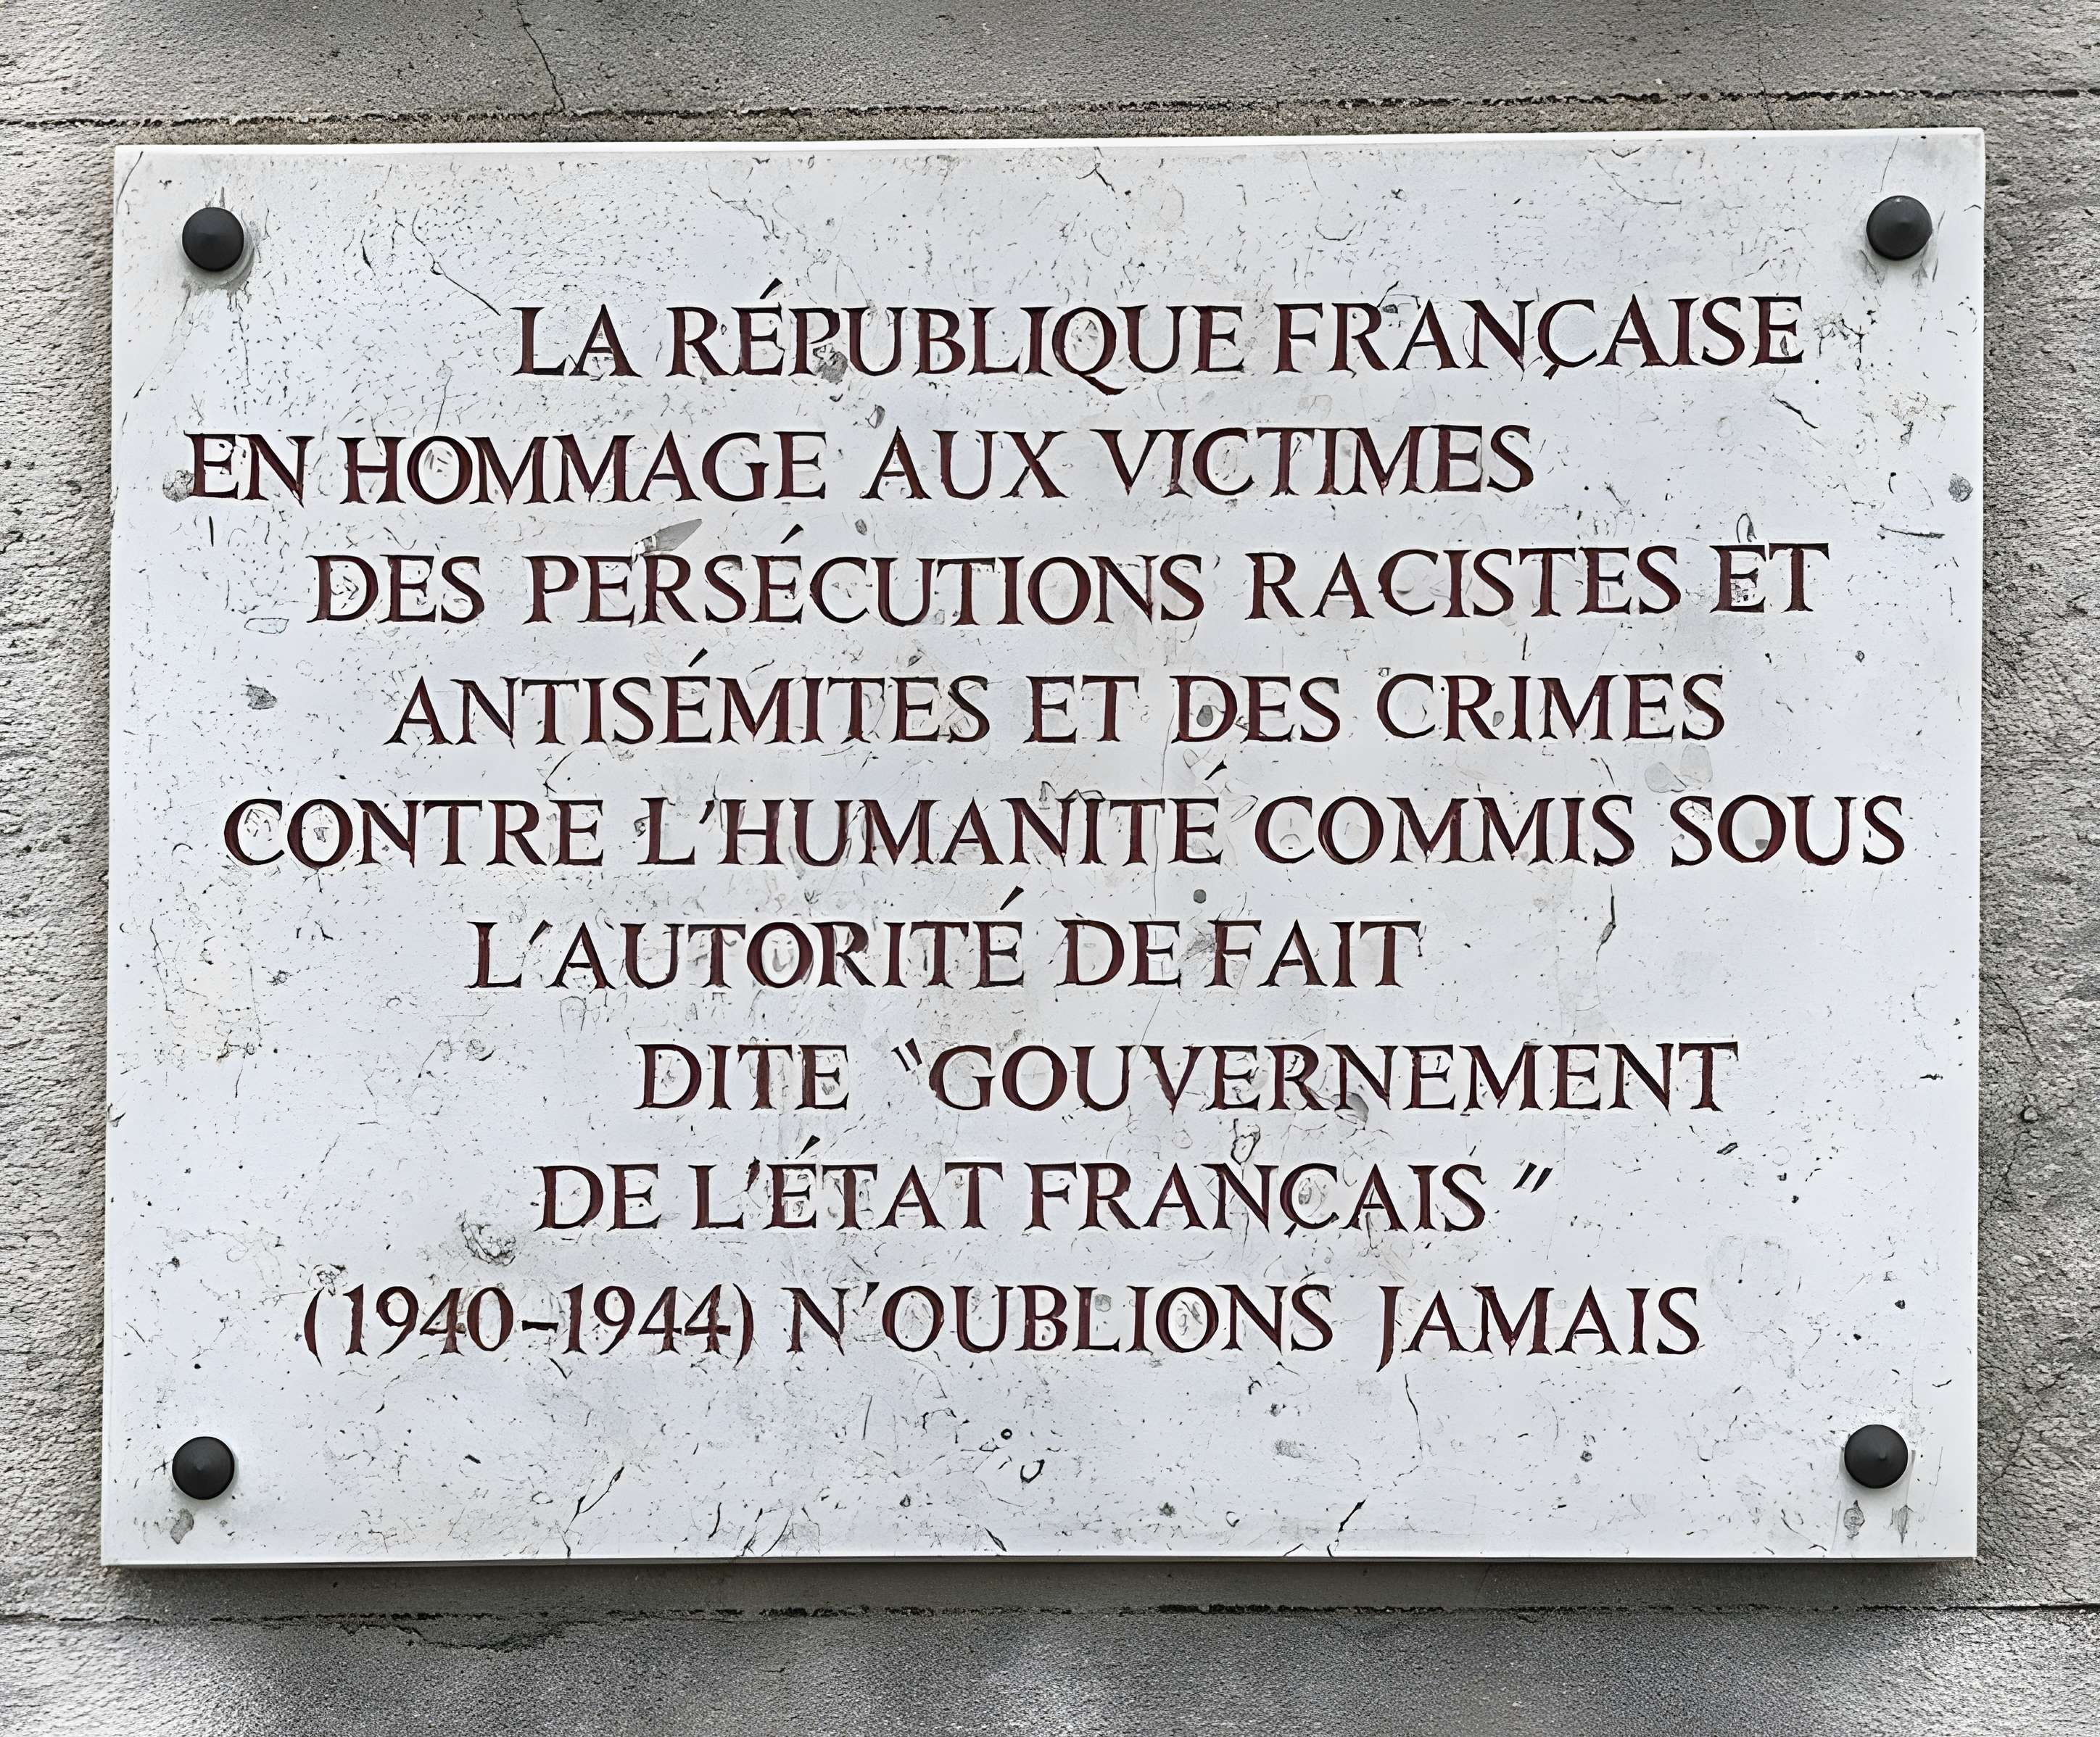 LA RÉPUBLIQUE FRANÇAISE
EN HOMMAGE AUX VICTIMES
DES PERSÉCUTIONS RACISTES ET
ANTISÉMITES ET DES CRIMES
CONTRE L'HUMANITÉ COMMIS SOUS
L'AUTORITÉ DE FAIT
DITE "GOUVERNEMENT
DE L'ÉTAT FRANÇAIS"
(1940-1944) N'OUBLIONS JAMAIS